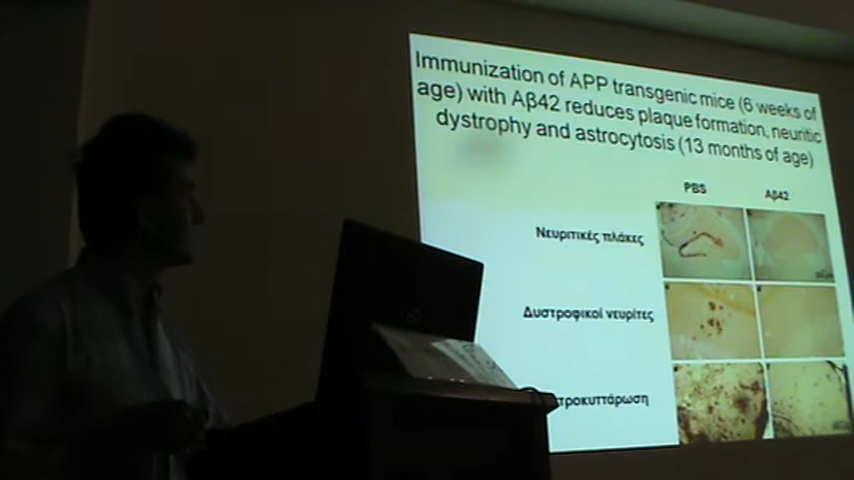 Immunization of APP transgenic mice (6 weeks of
age) with Aβ42 reduces plaque formation, neuritic
dystrophy and astrocytosis (13 months of age)
PBS Aβ42
Νευριτικές πλάκες
Δυστροφικοί νευρίτες
τροκυττάρωση